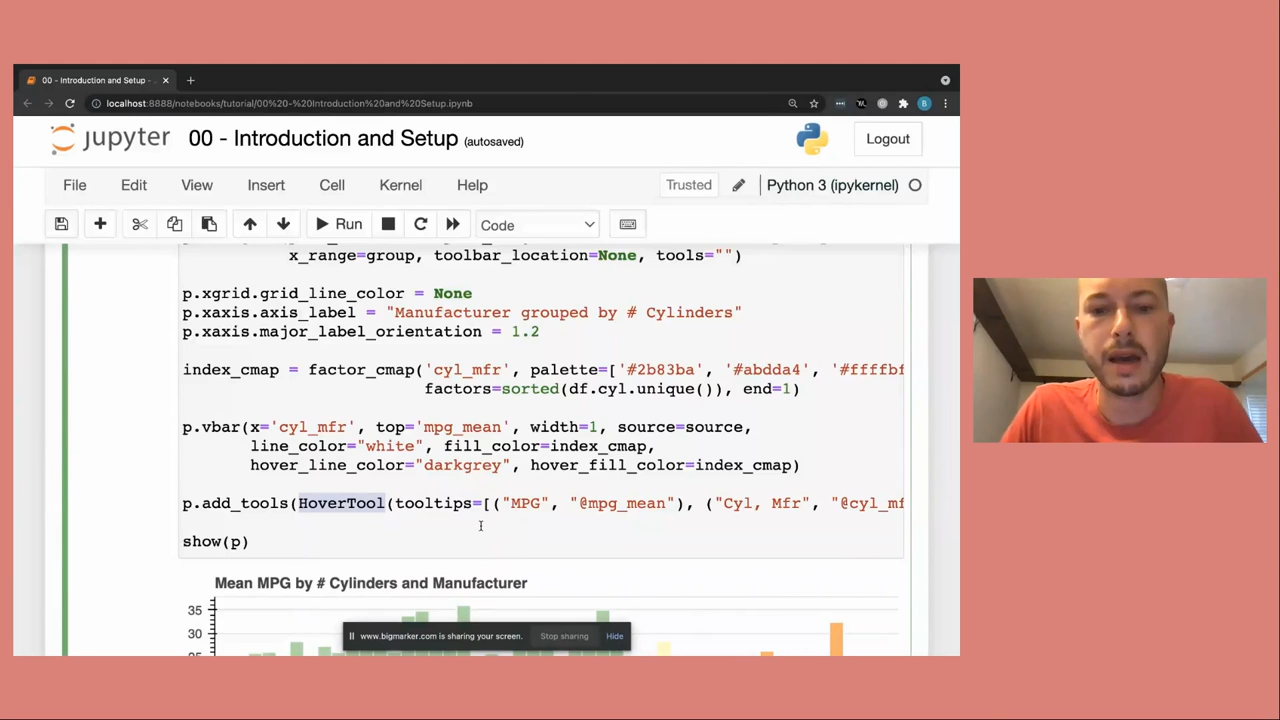 00 - Introduction and Setup -
localhost:8888/notebooks/tutorial/00%20-%20Introduction%20and%20Setup.ipynb
B
jupyter 00 - Introduction and Setup (autosaved)
Logout
File Edit View Insert Cell Kernel Help
Trusted
Python 3 (ipykernel)
Run
Code
x_range=group, toolbar_location=None, tools="")
p.xgrid.grid_line_color = None
p.xaxis.axis_label = "Manufacturer grouped by # Cylinders"
p.xaxis.major_label_orientation = 1.2
index_cmap = factor_cmap('cyl_mfr', palette=['#2b83ba', '#abdda4', '#ffffbf
factors=sorted(df.cyl.unique()), end=1)
p.vbar(x='cyl_mfr', top='mpg_mean', width=1, source=source,
line_color="white", fill_color=index_cmap,
hover_line_color="darkgrey", hover_fill_color=index_cmap)
p.add_tools(HoverTool(tooltips=[("MPG", "@mpg_mean"), ("Cyl, Mfr", "@cyl_mf
show(p)
Mean MPG by # Cylinders and Manufacturer
35
30
www.bigmarker.com is sharing your screen. Stop sharing Hide